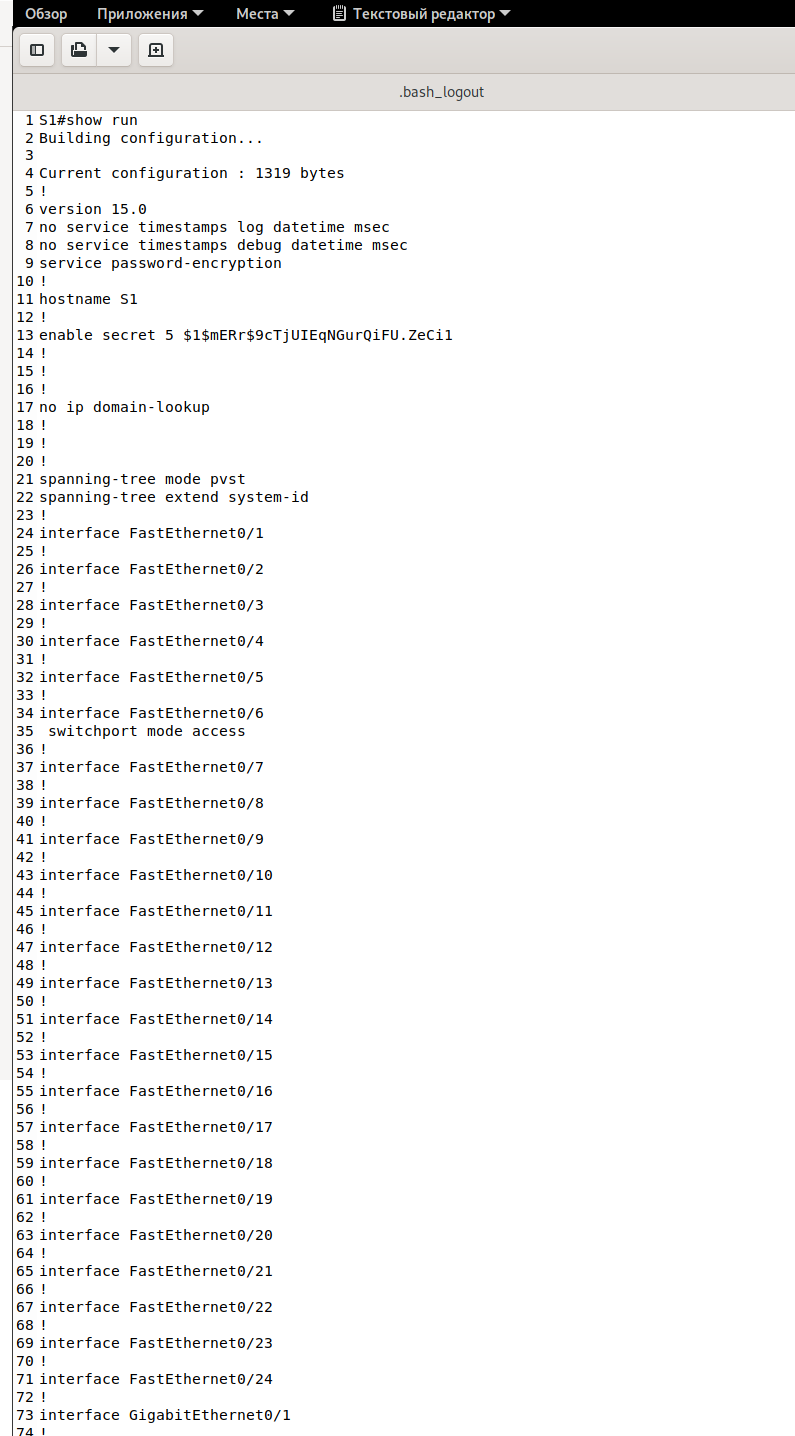 Обзор Приложения Места Текстовый редактор
.bash_logout
1 S1#show run
2 Building configuration...
3
4 Current configuration : 1319 bytes
5 !
6 version 15.0
7 no service timestamps log datetime msec
8 no service timestamps debug datetime msec
9 service password-encryption
10 !
11 hostname S1
12 !
13 enable secret 5 $1$mERr$9cTjUIEqNGurQiFU.ZeCi1
14 !
15 !
16 !
17 no ip domain-lookup
18 !
19 !
20 !
21 spanning-tree mode pvst
22 spanning-tree extend system-id
23 !
24 interface FastEthernet0/1
25 !
26 interface FastEthernet0/2
27 !
28 interface FastEthernet0/3
29 !
30 interface FastEthernet0/4
31 !
32 interface FastEthernet0/5
33 !
34 interface FastEthernet0/6
35  switchport mode access
36 !
37 interface FastEthernet0/7
38 !
39 interface FastEthernet0/8
40 !
41 interface FastEthernet0/9
42 !
43 interface FastEthernet0/10
44 !
45 interface FastEthernet0/11
46 !
47 interface FastEthernet0/12
48 !
49 interface FastEthernet0/13
50 !
51 interface FastEthernet0/14
52 !
53 interface FastEthernet0/15
54 !
55 interface FastEthernet0/16
56 !
57 interface FastEthernet0/17
58 !
59 interface FastEthernet0/18
60 !
61 interface FastEthernet0/19
62 !
63 interface FastEthernet0/20
64 !
65 interface FastEthernet0/21
66 !
67 interface FastEthernet0/22
68 !
69 interface FastEthernet0/23
70 !
71 interface FastEthernet0/24
72 !
73 interface GigabitEthernet0/1
74 !